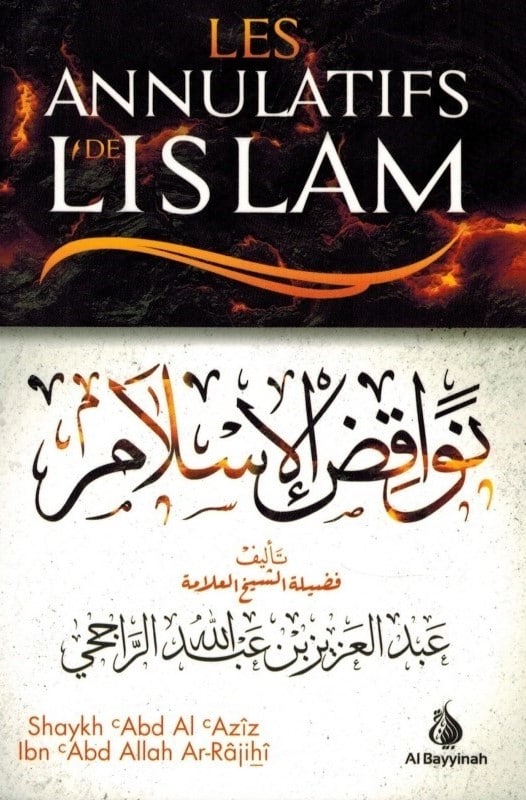 LES
ANNULATIFS
DE
L'ISLAM
نواقض الإسلام
تأليف
فضيلة الشيخ العلامة
عبد العزيز بن عبد الله الراجحي
Shaykh ᶜAbd Al ᶜAzîz
Ibn ᶜAbd Allah Ar-Râjiẖî
Al Bayyinah